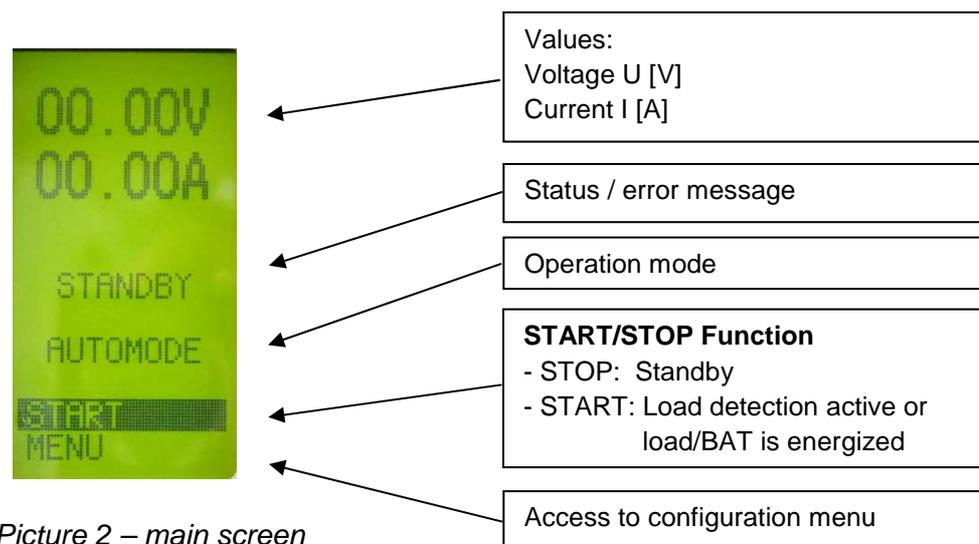 00.00V
00.00A
STANDBY
AUTOMODE
START
MENU
Values:
Voltage U [V]
Current I [A]
Status / error message
Operation mode
START/STOP Function
- STOP: Standby
- START: Load detection active or
load/BAT is energized
Access to configuration menu
Picture 2 – main screen